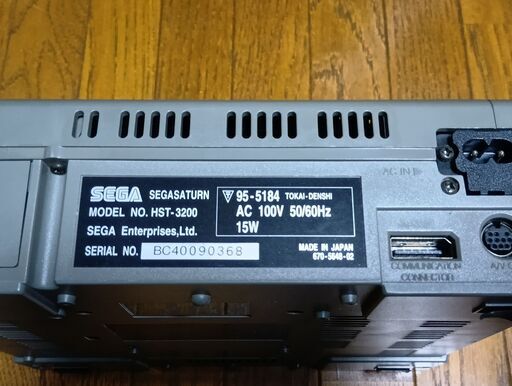 AC IN
SEGA SEGASATURN
MODEL NO. HST-3200
SEGA Enterprises,Ltd.
SERIAL NO. BC40090368
95-5184 TOKAI-DENSHI
AC 100V 50/60Hz
15W
MADE IN JAPAN
670-5648-02
COMMUNICATION
CONNECTOR
A/V